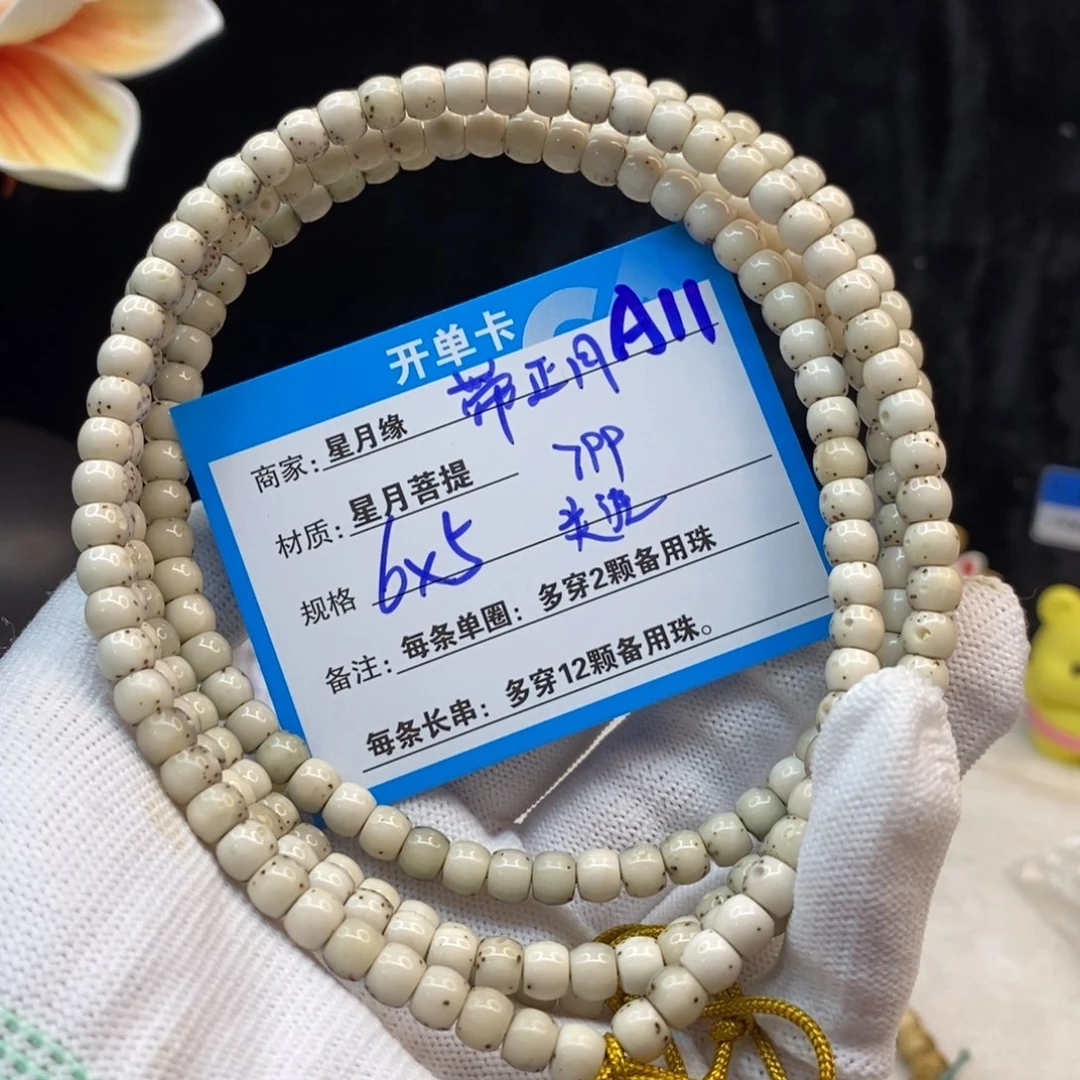 开单卡
A11
商家：星月缘 带正月
材质：星月菩提 7PP
规格 6x5
备注：每条单圈：多穿2颗备用珠
每条长串：多穿12颗备用珠。